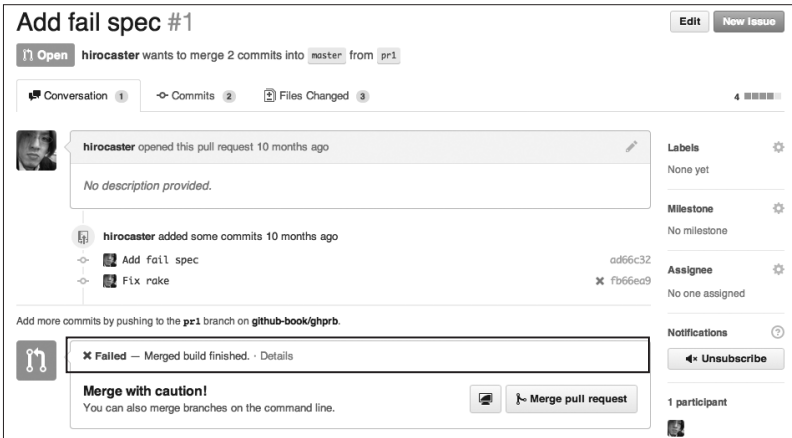 Add fail spec #1
Edit
New Issue
Open
hirocaster wants to merge 2 commits into master from pr1
Conversation 1
Commits 2
Files Changed 3
4
hirocaster opened this pull request 10 months ago
No description provided.
hirocaster added some commits 10 months ago
Add fail spec ad66c32
Fix rake fb66ea9
Add more commits by pushing to the pr1 branch on github-book/ghprb.
Failed — Merged build finished. · Details
Merge with caution!
You can also merge branches on the command line.
Merge pull request
Labels
None yet
Milestone
No milestone
Assignee
No one assigned
Notifications
Unsubscribe
1 participant